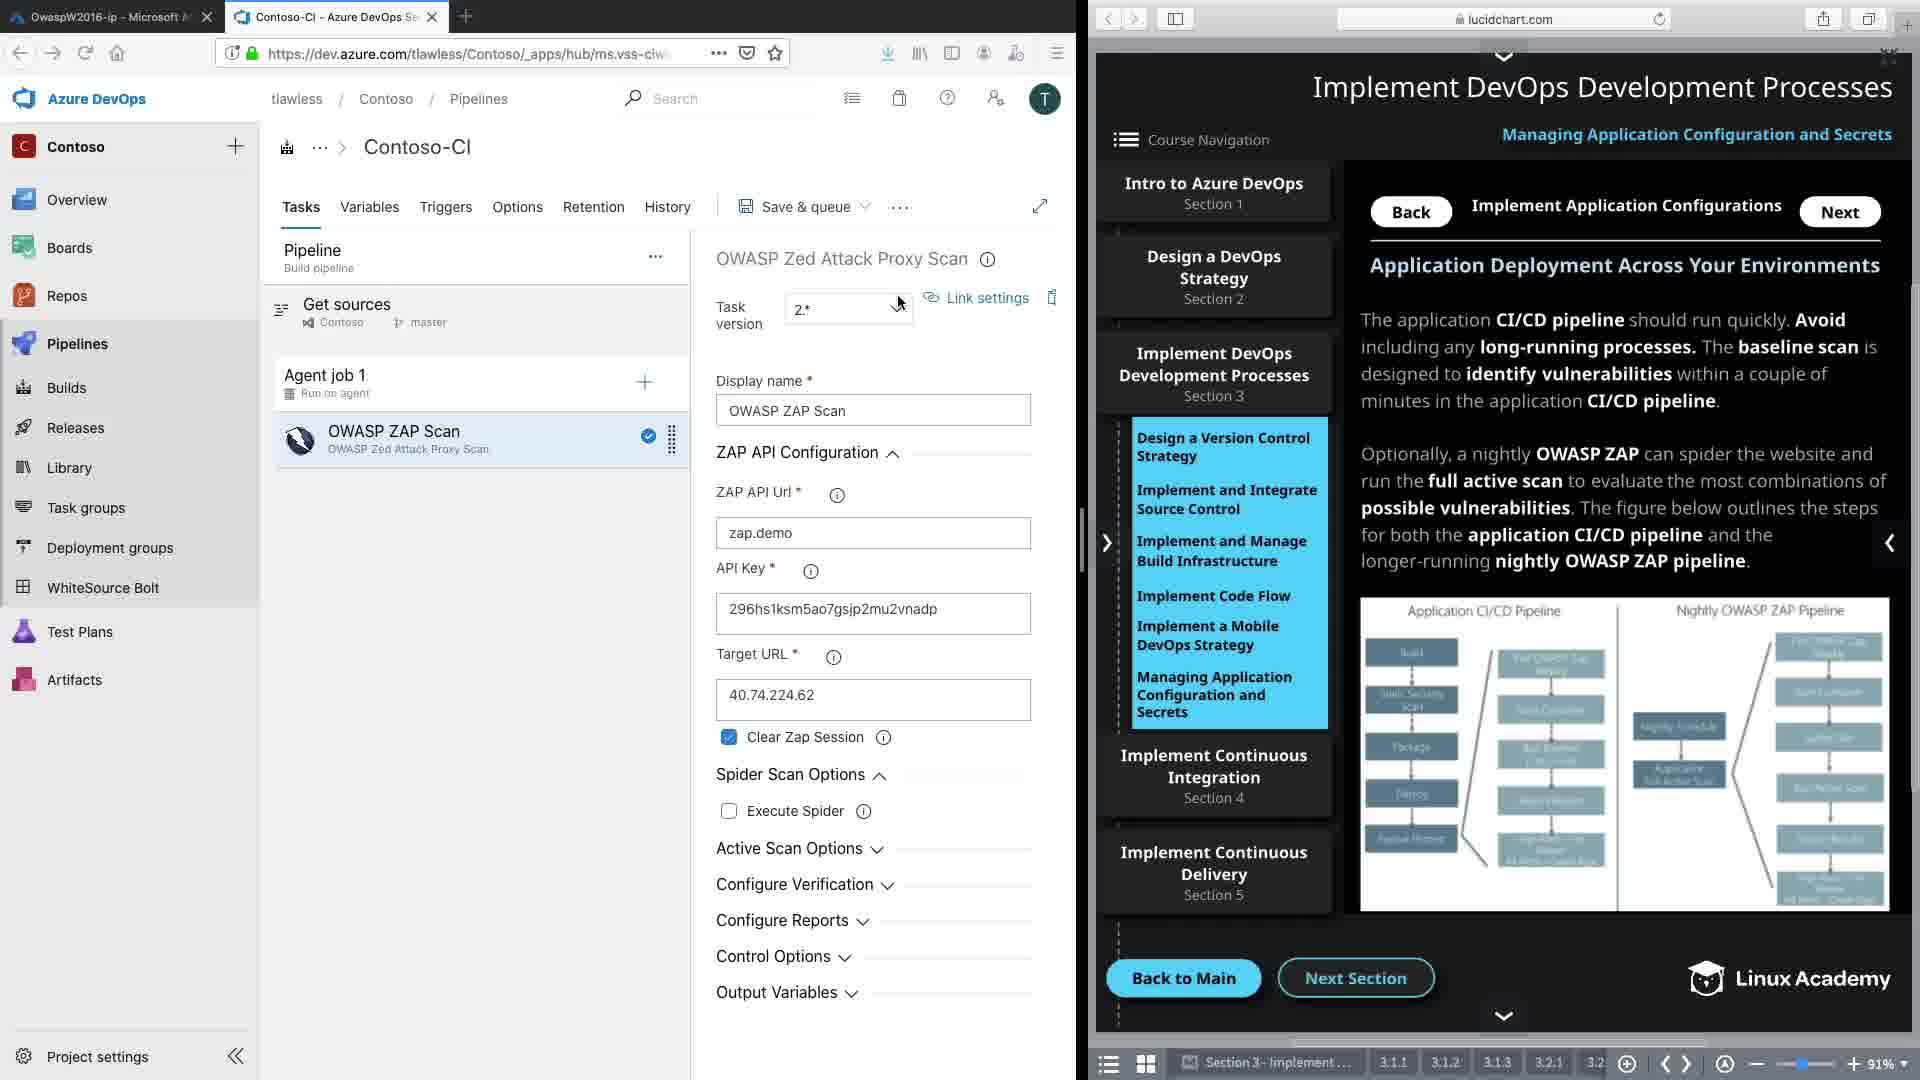 OwaspW2016-ip - Microsoft A
Contoso-CI - Azure DevOps Se
https://dev.azure.com/tlawless/Contoso/_apps/hub/ms.vss-ciw
Azure DevOps
tlawless / Contoso / Pipelines
Search
T
C
Contoso
Overview
Boards
Repos
Pipelines
Builds
Releases
Library
Task groups
Deployment groups
WhiteSource Bolt
Test Plans
Artifacts
Project settings
Contoso-CI
Tasks
Variables
Triggers
Options
Retention
History
Save & queue
Pipeline
Build pipeline
Get sources
Contoso
master
Agent job 1
Run on agent
OWASP ZAP Scan
OWASP Zed Attack Proxy Scan
OWASP Zed Attack Proxy Scan
Task version
2.*
Link settings
Display name *
OWASP ZAP Scan
ZAP API Configuration
ZAP API Url *
zap.demo
API Key *
296hs1ksm5ao7gsjp2mu2vnadp
Target URL *
40.74.224.62
Clear Zap Session
Spider Scan Options
Execute Spider
Active Scan Options
Configure Verification
Configure Reports
Control Options
Output Variables
lucidchart.com
Implement DevOps Development Processes
Course Navigation
Managing Application Configuration and Secrets
Intro to Azure DevOps
Section 1
Design a DevOps
Strategy
Section 2
Implement DevOps
Development Processes
Section 3
Design a Version Control
Strategy
Implement and Integrate
Source Control
Implement and Manage
Build Infrastructure
Implement Code Flow
Implement a Mobile
DevOps Strategy
Managing Application
Configuration and
Secrets
Implement Continuous
Integration
Section 4
Implement Continuous
Delivery
Section 5
Back
Implement Application Configurations
Next
Application Deployment Across Your Environments
The application CI/CD pipeline should run quickly. Avoid
including any long-running processes. The baseline scan is
designed to identify vulnerabilities within a couple of
minutes in the application CI/CD pipeline.
Optionally, a nightly OWASP ZAP can spider the website and
run the full active scan to evaluate the most combinations of
possible vulnerabilities. The figure below outlines the steps
for both the application CI/CD pipeline and the
longer-running nightly OWASP ZAP pipeline.
Application CI/CD Pipeline
Nightly OWASP ZAP Pipeline
Build
Static Security
Scan
Package
Deploy
Nightly Schedule
Back to Main
Next Section
Linux Academy
Section 3 - Implement ...
3.1.1
3.1.2
3.1.3
3.2.1
3.2
91%